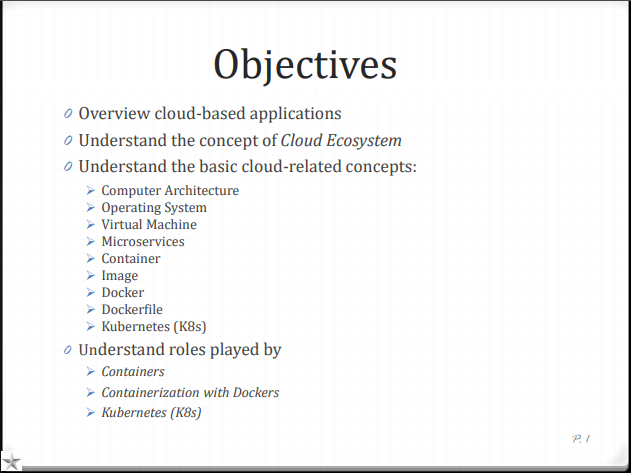 Objectives
Overview cloud-based applications
Understand the concept of Cloud Ecosystem
Understand the basic cloud-related concepts:
Computer Architecture
Operating System
Virtual Machine
Microservices
Container
Image
Docker
Dockerfile
Kubernetes (K8s)
Understand roles played by
Containers
Containerization with Dockers
Kubernetes (K8s)
P. 1